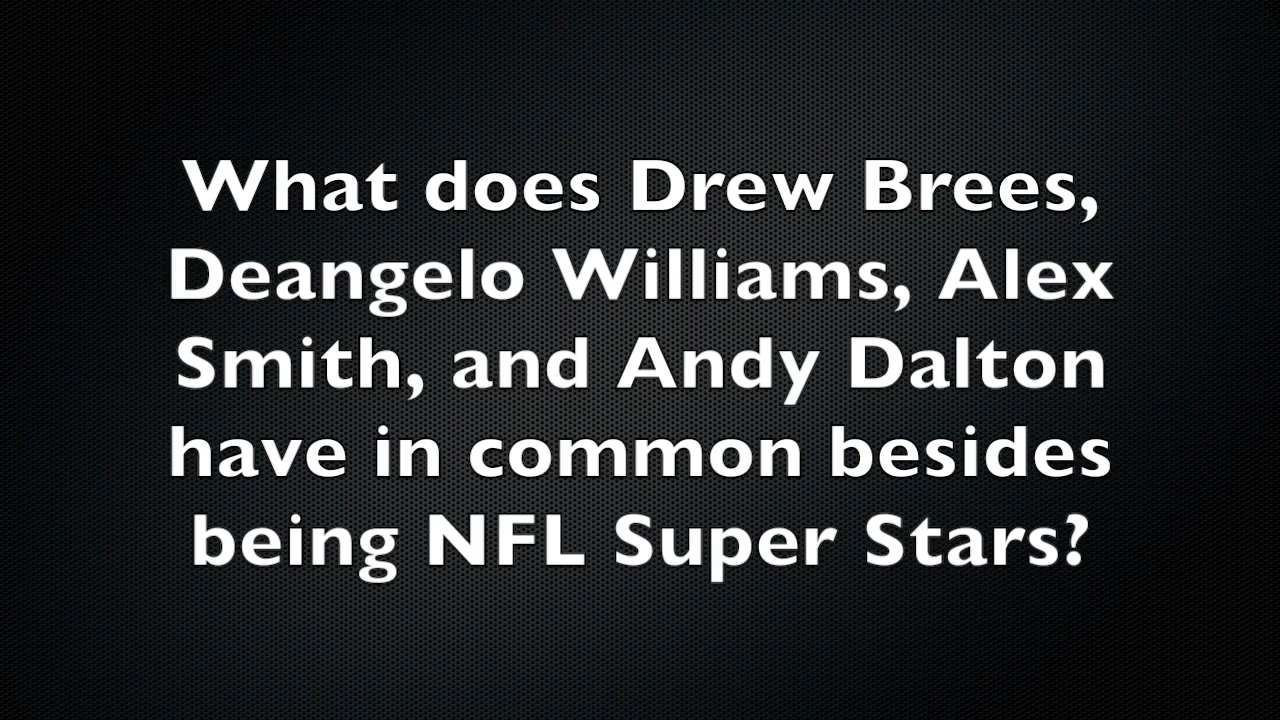 What does Drew Brees,
Deangelo Williams, Alex
Smith, and Andy Dalton
have in common besides
being NFL Super Stars?